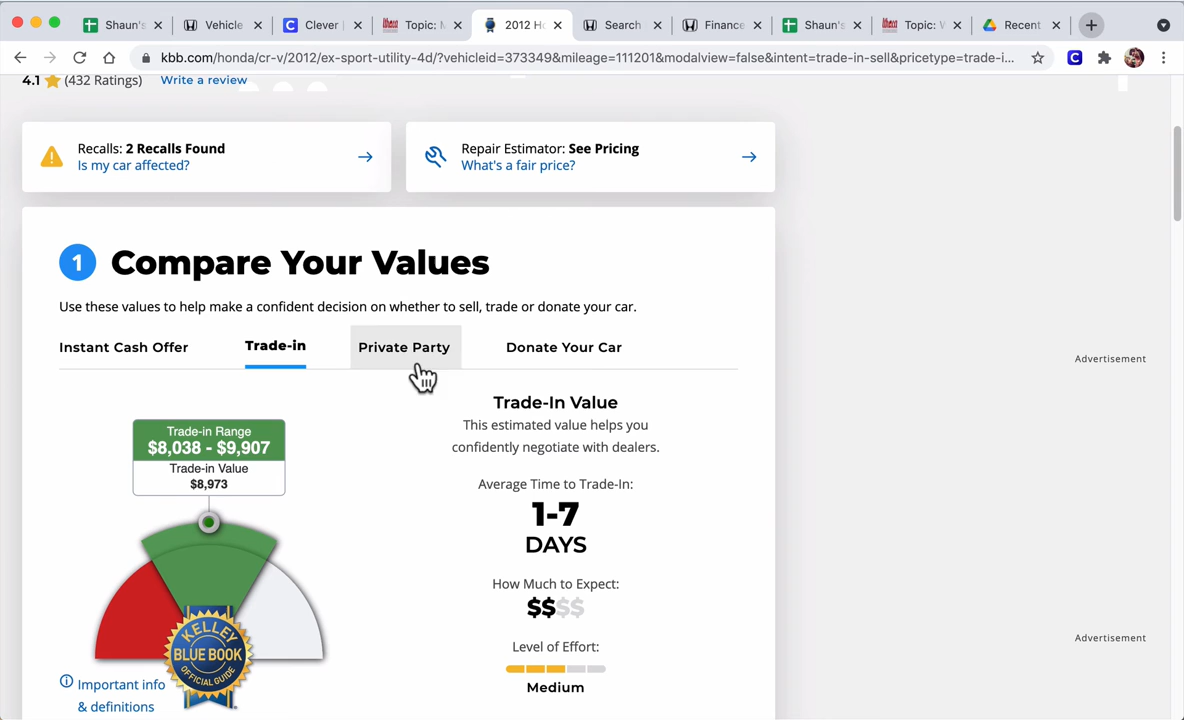 Shaun's
Vehicle
Clever
Topic: M
2012 Ho
Search
Finance
Shaun's
Topic: V
Recent
kbb.com/honda/cr-v/2012/ex-sport-utility-4d/?vehicleid=373349&mileage=111201&modalview=false&intent=trade-in-sell&pricetype=trade-i...
4.1 (432 Ratings) Write a review
Recalls: 2 Recalls Found
Is my car affected?
Repair Estimator: See Pricing
What's a fair price?
1 Compare Your Values
Use these values to help make a confident decision on whether to sell, trade or donate your car.
Instant Cash Offer Trade-in Private Party Donate Your Car
Trade-in Range
$8,038 - $9,907
Trade-in Value
$8,973
KELLEY
BLUE BOOK
OFFICIAL GUIDE
Important info
& definitions
Trade-In Value
This estimated value helps you
confidently negotiate with dealers.
Average Time to Trade-In:
1-7
DAYS
How Much to Expect:
$$$$
Level of Effort:
Medium
Advertisement
Advertisement